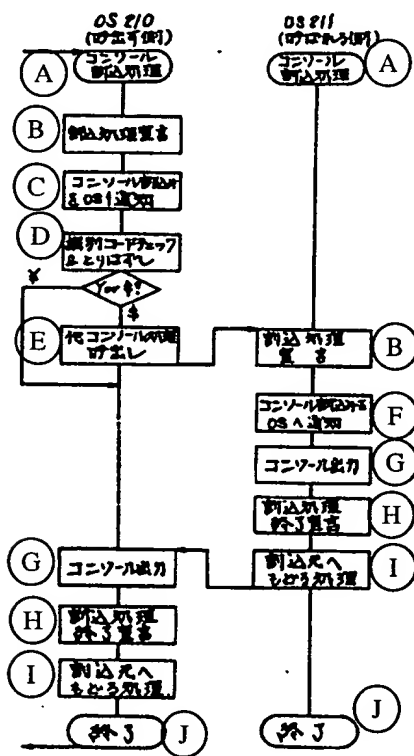 OS 210
(呼出す側)
A
コンソール
割込処理
B
割込処理宣言
C
コンソール割込みを
OSへ通知
D
識別コードチェック
&とりはずし
¥ or $?
¥
$
E
他コンソール処理
呼出し
G
コンソール出力
H
割込処理
終了宣言
I
割込元へ
もどる処理
終了
J
OS 211
(呼ばれる側)
コンソール
割込処理
A
割込処理
宣言
B
コンソール割込みを
OSへ通知
F
コンソール出力
G
割込処理
終了宣言
H
割込元へ
もどる処理
I
終了
J